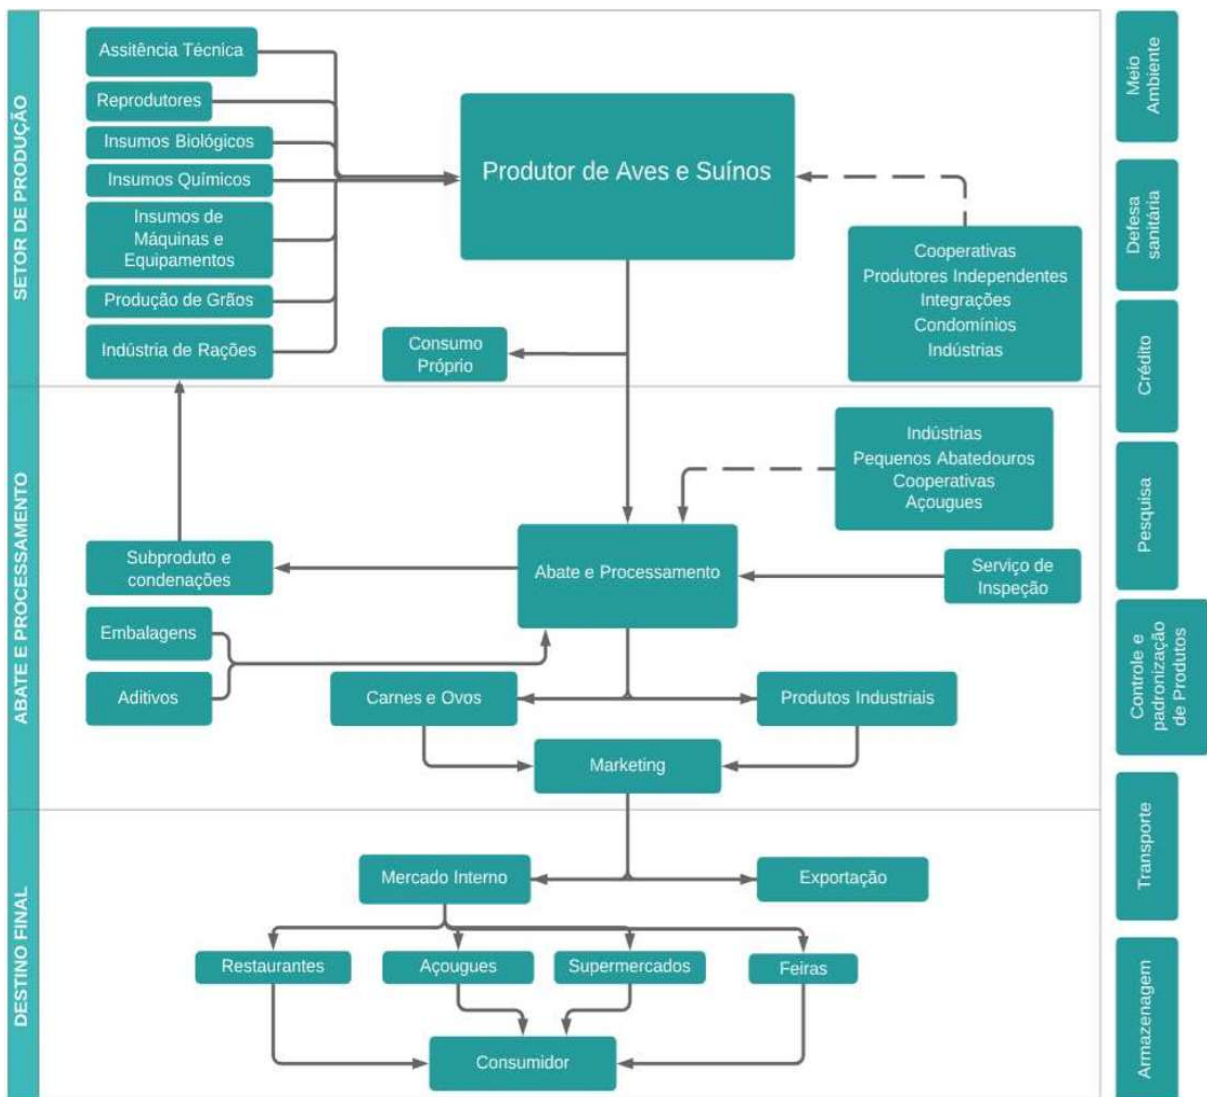 SETOR DE PRODUÇÃO
Assitência Técnica
Reprodutores
Insumos Biológicos
Insumos Químicos
Insumos de
Máquinas e
Equipamentos
Produção de Grãos
Indústria de Rações
Produtor de Aves e Suínos
Cooperativas
Produtores Independentes
Integrações
Condomínios
Indústrias
Consumo
Próprio
ABATE E PROCESSAMENTO
Indústrias
Pequenos Abatedouros
Cooperativas
Açougues
Subproduto e
condenações
Abate e Processamento
Serviço de
Inspeção
Embalagens
Aditivos
Carnes e Ovos
Produtos Industriais
Marketing
DESTINO FINAL
Mercado Interno
Exportação
Restaurantes
Açougues
Supermercados
Feiras
Consumidor
Meio
Ambiente
Defesa
sanitária
Crédito
Pesquisa
Controle e
padronização
de Produtos
Transporte
Armazenagem